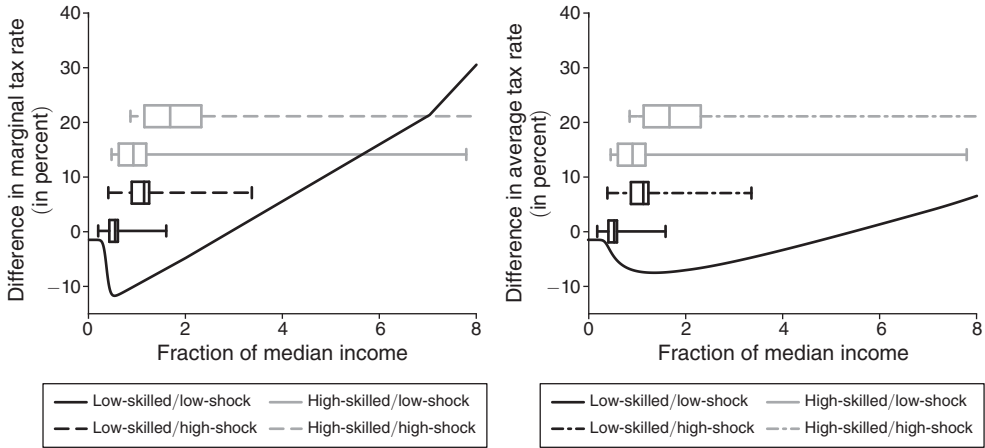 Difference in marginal tax rate
(in percent)
40
30
20
10
0
−10
0 2 4 6 8
Fraction of median income
Low-skilled/low-shock High-skilled/low-shock
Low-skilled/high-shock High-skilled/high-shock
Difference in average tax rate
(in percent)
40
30
20
10
0
−10
0 2 4 6 8
Fraction of median income
Low-skilled/low-shock High-skilled/low-shock
Low-skilled/high-shock High-skilled/high-shock